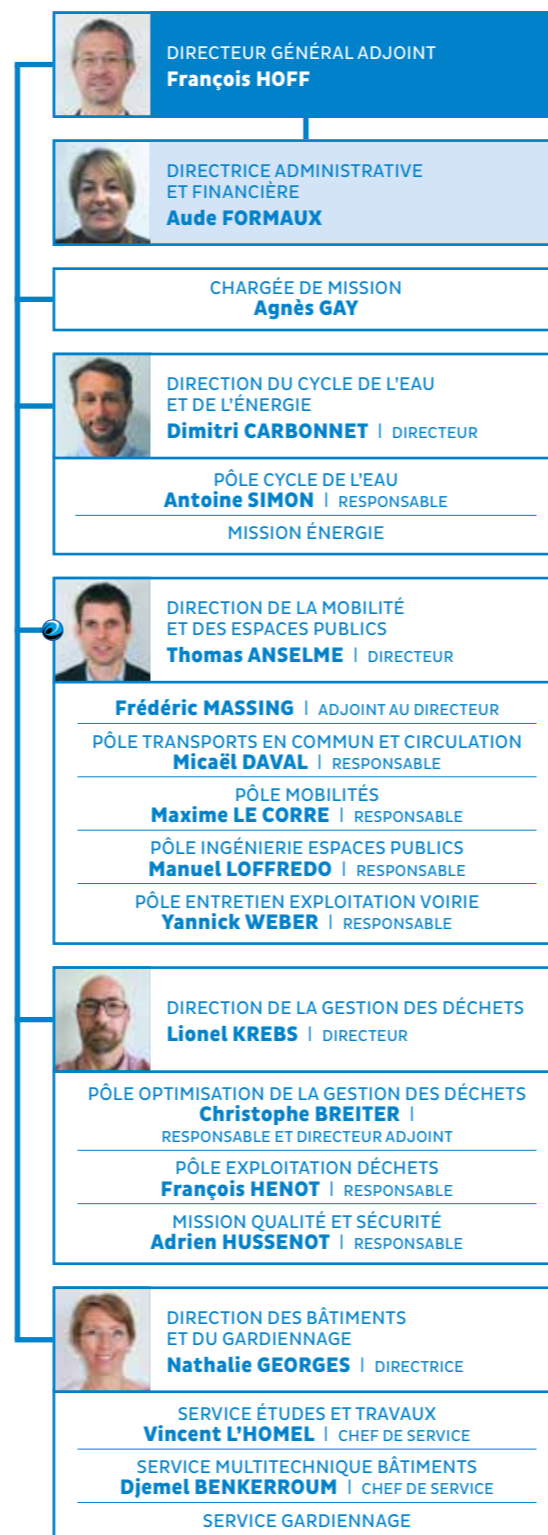 DIRECTEUR GÉNÉRAL ADJOINT
François HOFF
DIRECTRICE ADMINISTRATIVE
ET FINANCIÈRE
Aude FORMAUX
CHARGÉE DE MISSION
Agnès GAY
DIRECTION DU CYCLE DE L'EAU
ET DE L'ÉNERGIE
Dimitri CARBONNET | DIRECTEUR
PÔLE CYCLE DE L'EAU
Antoine SIMON | RESPONSABLE
MISSION ÉNERGIE
DIRECTION DE LA MOBILITÉ
ET DES ESPACES PUBLICS
Thomas ANSELME | DIRECTEUR
Frédéric MASSING | ADJOINT AU DIRECTEUR
PÔLE TRANSPORTS EN COMMUN ET CIRCULATION
Micaël DAVAL | RESPONSABLE
PÔLE MOBILITÉS
Maxime LE CORRE | RESPONSABLE
PÔLE INGÉNIERIE ESPACES PUBLICS
Manuel LOFFREDO | RESPONSABLE
PÔLE ENTRETIEN EXPLOITATION VOIRIE
Yannick WEBER | RESPONSABLE
DIRECTION DE LA GESTION DES DÉCHETS
Lionel KREBS | DIRECTEUR
PÔLE OPTIMISATION DE LA GESTION DES DÉCHETS
Christophe BREITER |
RESPONSABLE ET DIRECTEUR ADJOINT
PÔLE EXPLOITATION DÉCHETS
François HENOT | RESPONSABLE
MISSION QUALITÉ ET SÉCURITÉ
Adrien HUSSENOT | RESPONSABLE
DIRECTION DES BÂTIMENTS
ET DU GARDIENNAGE
Nathalie GEORGES | DIRECTRICE
SERVICE ÉTUDES ET TRAVAUX
Vincent L'HOMEL | CHEF DE SERVICE
SERVICE MULTITECHNIQUE BÂTIMENTS
Djemel BENKERROUM | CHEF DE SERVICE
SERVICE GARDIENNAGE